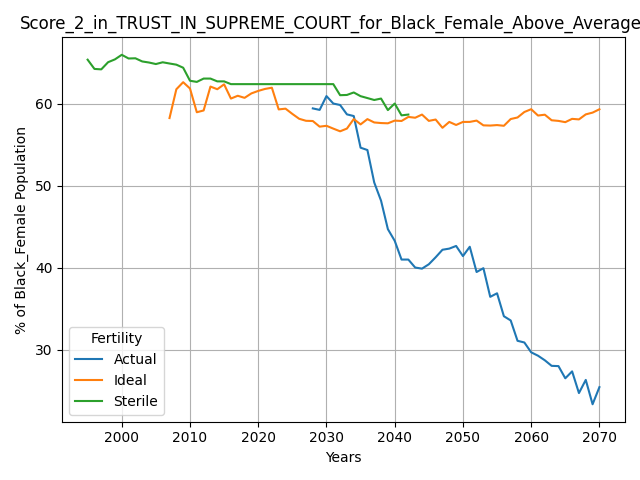 Score_2_in_TRUST_IN_SUPREME_COURT_for_Black_Female_Above_Average
% of Black_Female Population
60
50
40
30
Fertility
Actual
Ideal
Sterile
2000 2010 2020 2030 2040 2050 2060 2070
Years